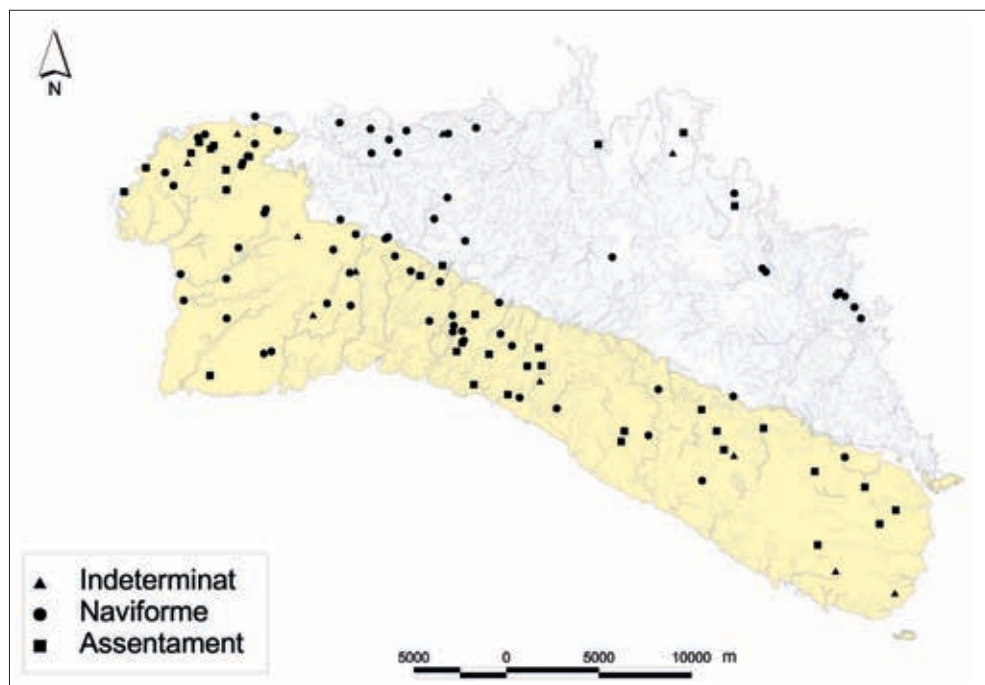 N
Indeterminat
Naviforme
Assentament
5000 0 5000 10000 m